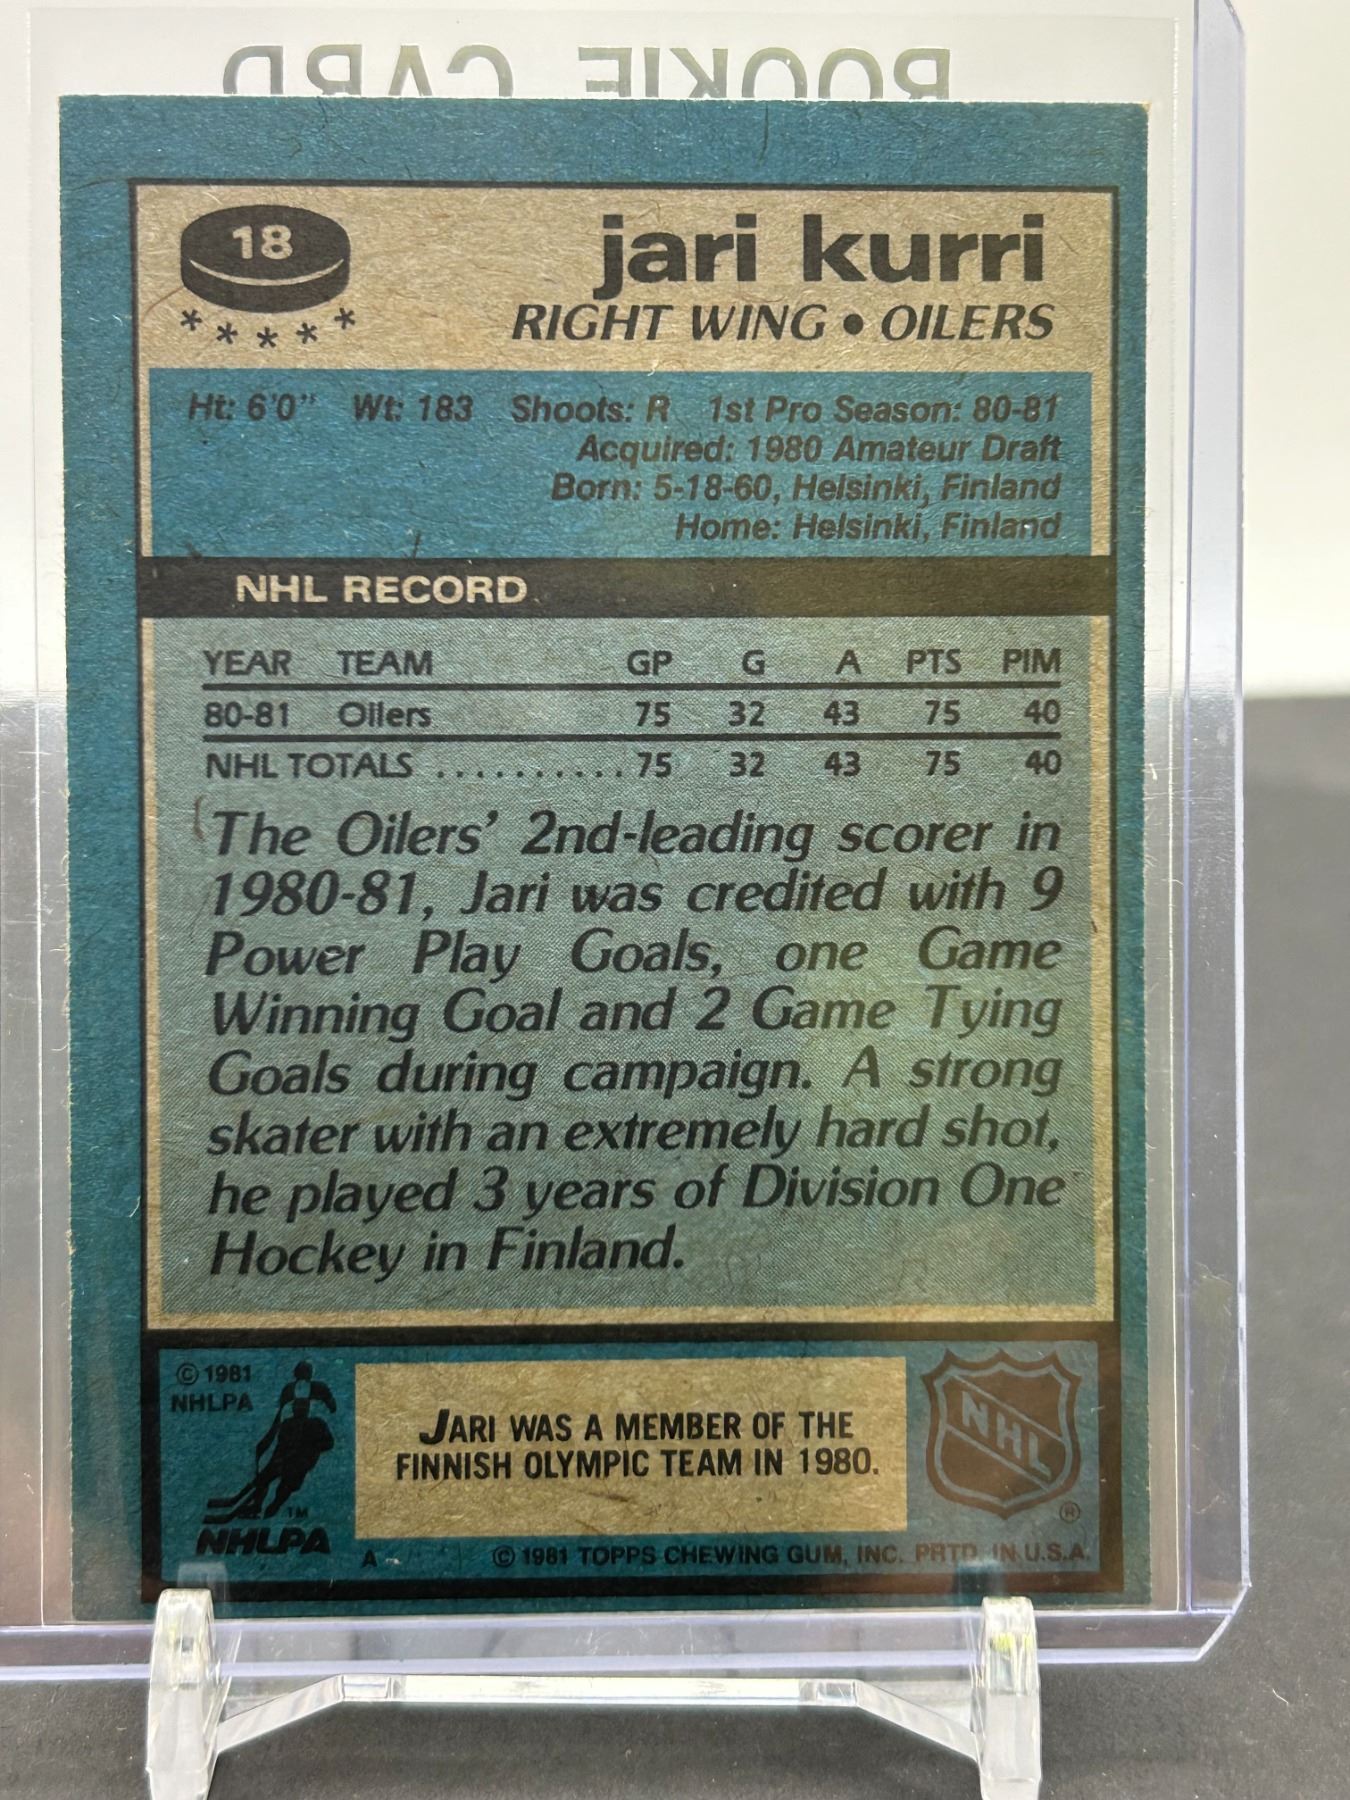 ROOKIE CARD
18
* * * * *
jari kurri
RIGHT WING • OILERS
Ht: 6'0" Wt: 183 Shoots: R 1st Pro Season: 80-81
Acquired: 1980 Amateur Draft
Born: 5-18-60, Helsinki, Finland
Home: Helsinki, Finland
NHL RECORD
YEAR TEAM GP G A PTS PIM
80-81 Oilers 75 32 43 75 40
NHL TOTALS .......... 75 32 43 75 40
The Oilers' 2nd-leading scorer in
1980-81, Jari was credited with 9
Power Play Goals, one Game
Winning Goal and 2 Game Tying
Goals during campaign. A strong
skater with an extremely hard shot,
he played 3 years of Division One
Hockey in Finland.
© 1981
NHLPA
TM
NHLPA
JARI WAS A MEMBER OF THE
FINNISH OLYMPIC TEAM IN 1980.
NHL
®
A © 1981 TOPPS CHEWING GUM, INC. PRTD. IN U.S.A.